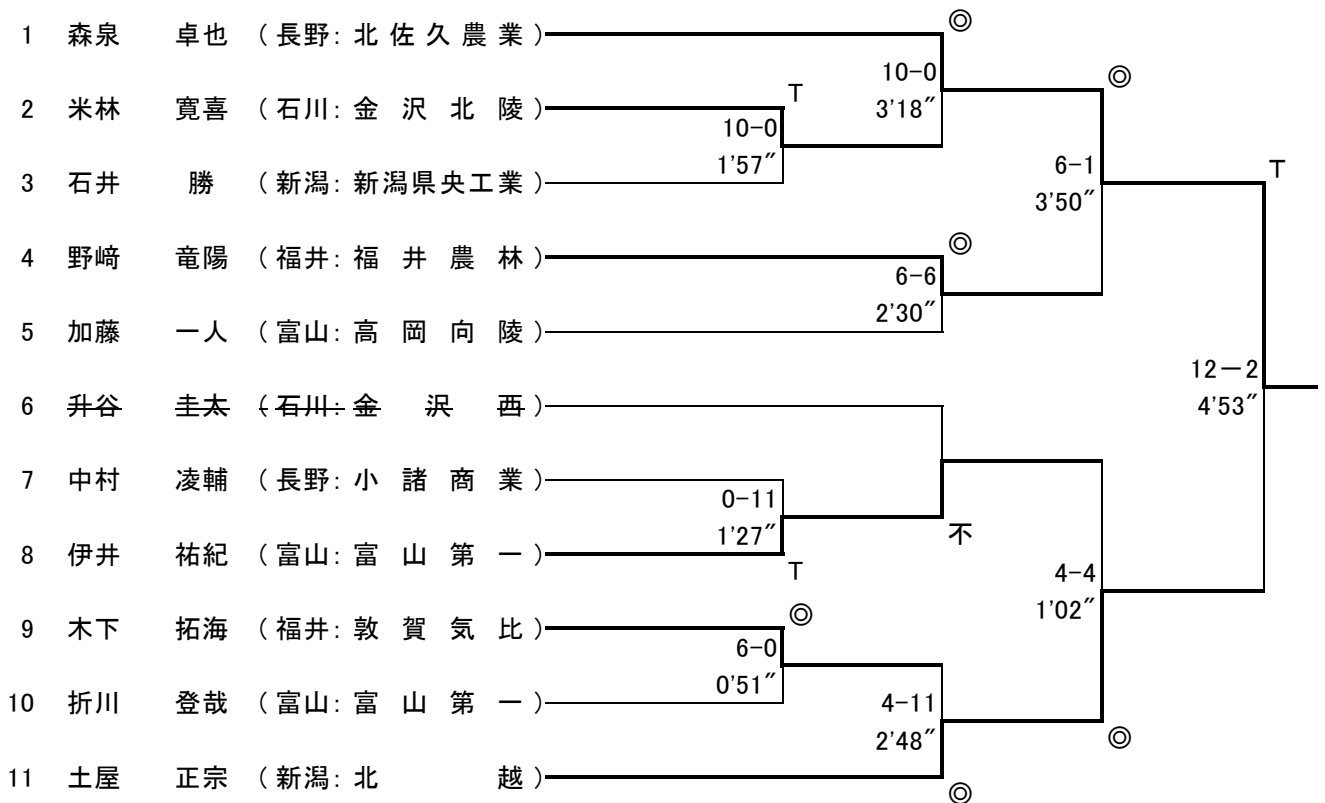 ◎
1 森泉 卓也 （長野：北佐久農業）
10-0 ◎
2 米林 寛喜 （石川：金沢北陵） T 3'18″
10-0
1'57″ 6-1 T
3 石井 勝 （新潟：新潟県央工業） 3'50″
4 野﨑 竜陽 （福井：福井農林） ◎
6-6
2'30″
5 加藤 一人 （富山：高岡向陵）
12－2
6 升谷 圭太 （石川：金沢西） 4'53″
7 中村 凌輔 （長野：小諸商業）
0-11
1'27″ 不
8 伊井 祐紀 （富山：富山第一）
T 4-4
◎ 1'02″
9 木下 拓海 （福井：敦賀気比）
6-0
0'51″
10 折川 登哉 （富山：富山第一） 4-11
2'48″ ◎
11 土屋 正宗 （新潟：北越）
◎